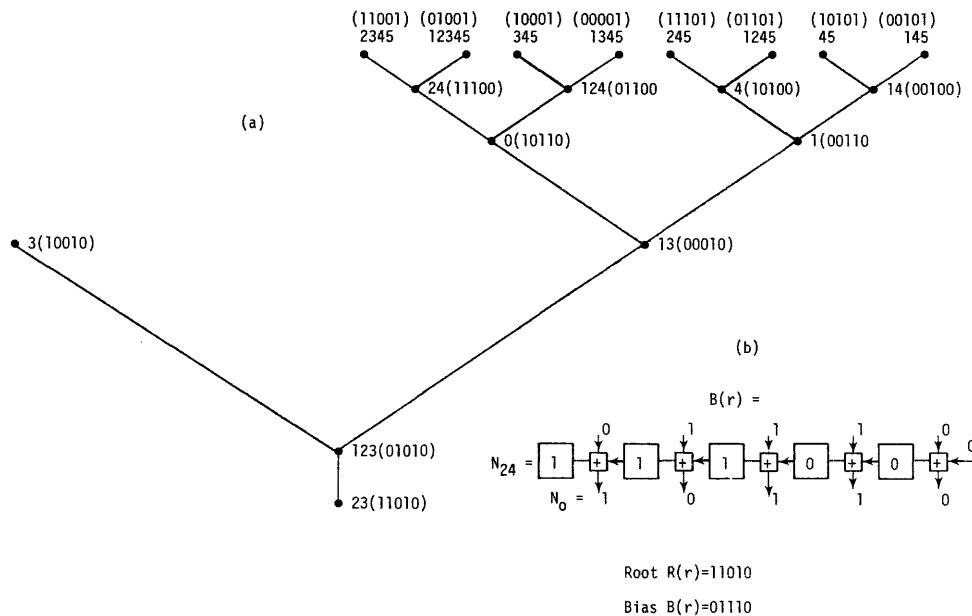 (11001) (01001) (10001) (00001) (11101) (01101) (10101) (00101)
2345 12345 345 1345 245 1245 45 145
24(11100) 124(01100 4(10100) 14(00100)
(a)
0(10110) 1(00110
3(10010) 13(00010)
(b)
B(r) =
0 1 1 1 0
0
123(01010) N24 = 1 + 1 + 1 + 0 + 0 +
23(11010) No = 1 0 1 1 0
Root R(r)=11010
Bias B(r)=01110